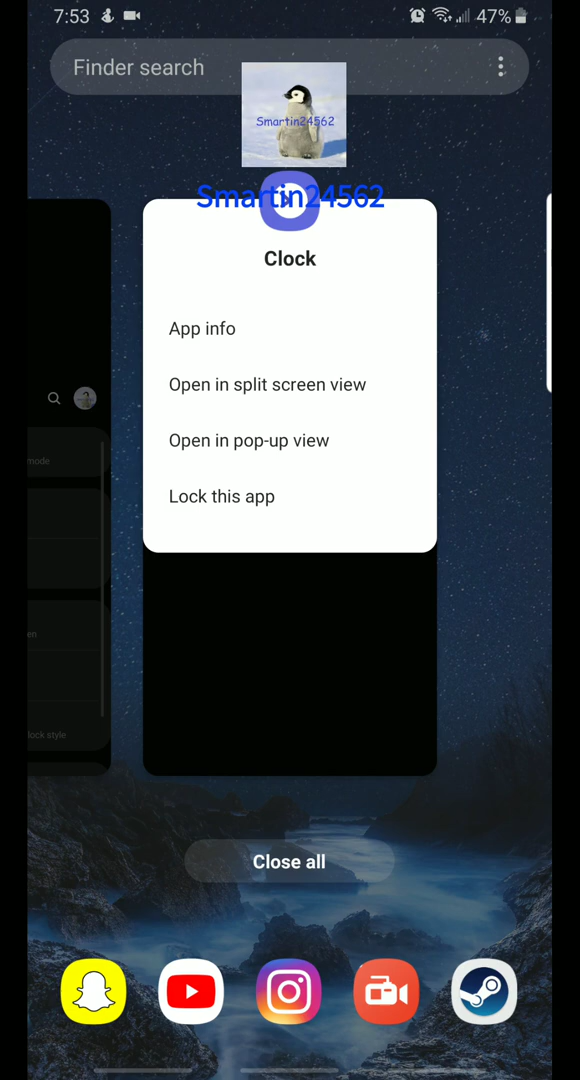 7:53
47%
Finder search
Smartin24562
Smartin24562
Clock
App info
Open in split screen view
Open in pop-up view
Lock this app
mode
en
lock style
Close all